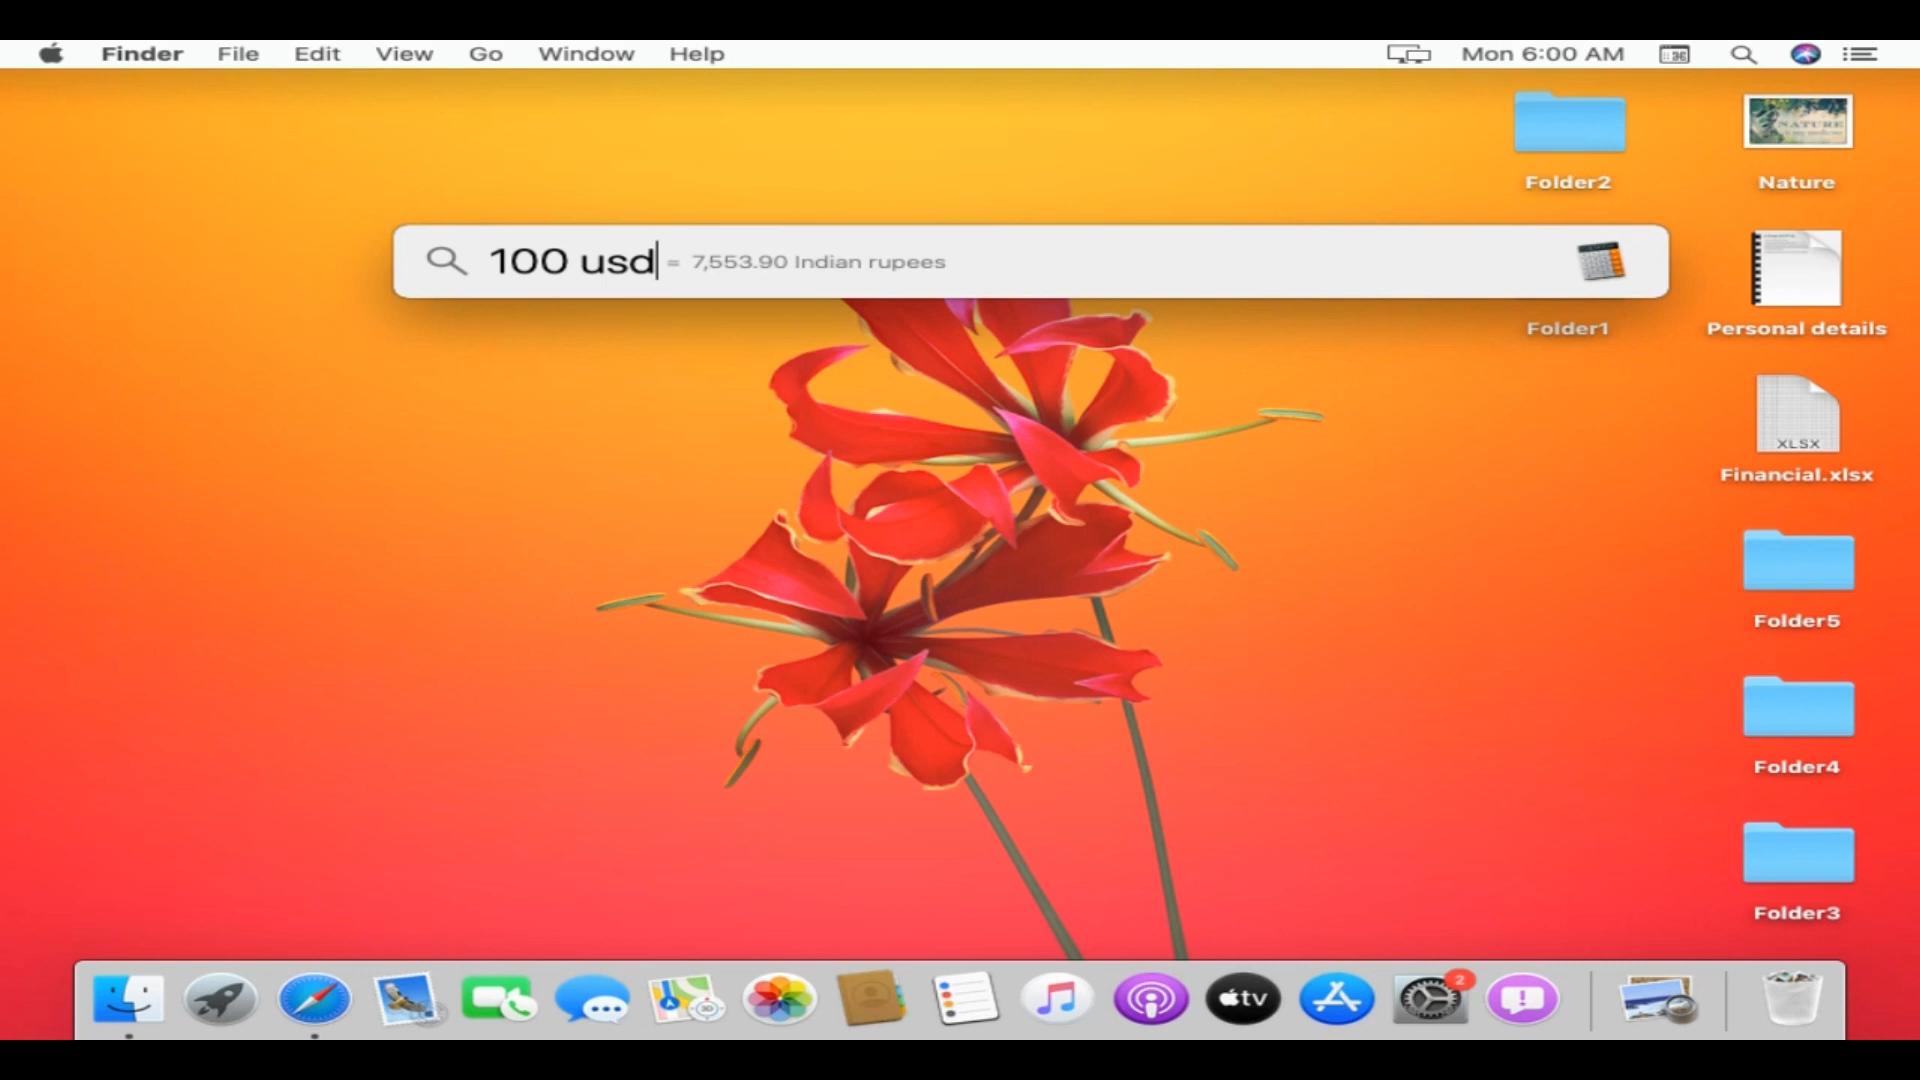 Finder File Edit View Go Window Help Mon 6:00 AM
Folder2 Nature
NATURE
100 usd = 7,553.90 Indian rupees
Folder1 Personal details
XLSX
Financial.xlsx
Folder5
Folder4
Folder3
tv
2